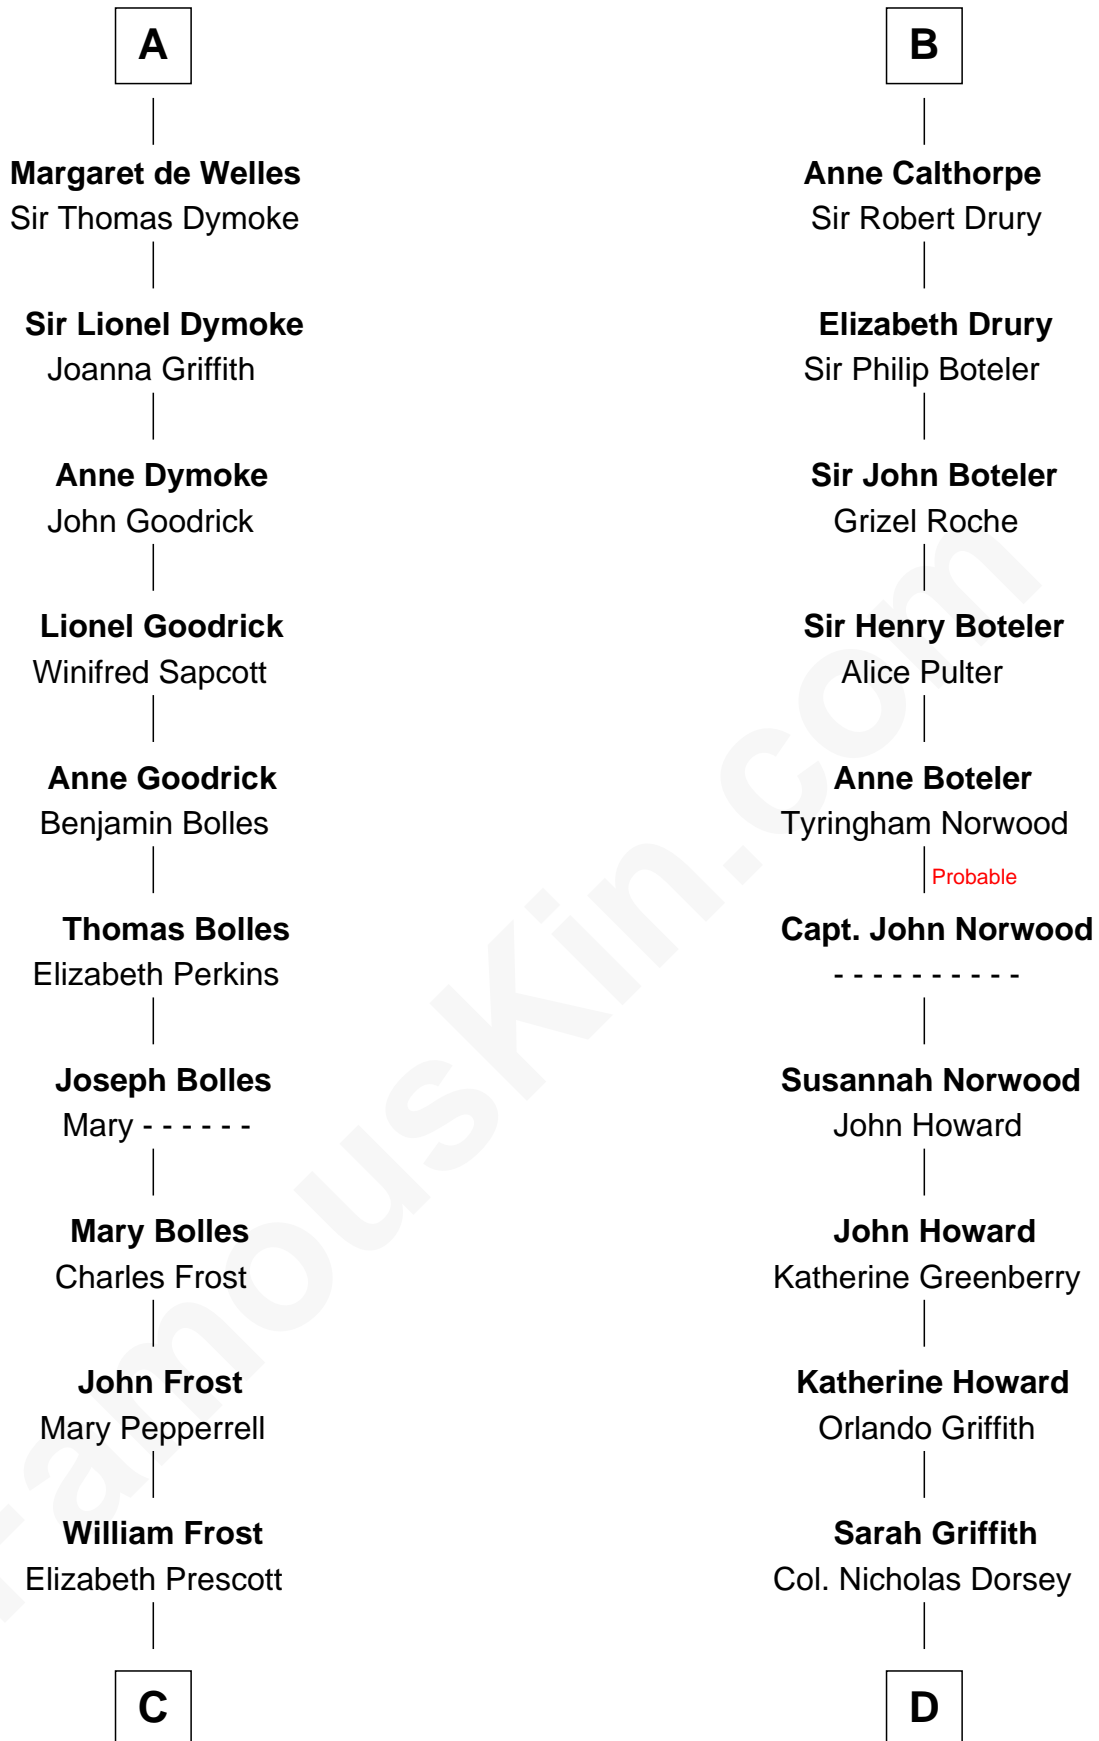 A
Margaret de Welles
Sir Thomas Dymoke
Sir Lionel Dymoke
Joanna Griffith
Anne Dymoke
John Goodrick
Lionel Goodrick
Winifred Sapcott
Anne Goodrick
Benjamin Bolles
Thomas Bolles
Elizabeth Perkins
Joseph Bolles
Mary - - - - - -
Mary Bolles
Charles Frost
John Frost
Mary Pepperrell
William Frost
Elizabeth Prescott
C
B
Anne Calthorpe
Sir Robert Drury
Elizabeth Drury
Sir Philip Boteler
Sir John Boteler
Grizel Roche
Sir Henry Boteler
Alice Pulter
Anne Boteler
Tyringham Norwood
Probable
Capt. John Norwood
- - - - - - - - - -
Susannah Norwood
John Howard
John Howard
Katherine Greenberry
Katherine Howard
Orlando Griffith
Sarah Griffith
Col. Nicholas Dorsey
D
FamousKin.com